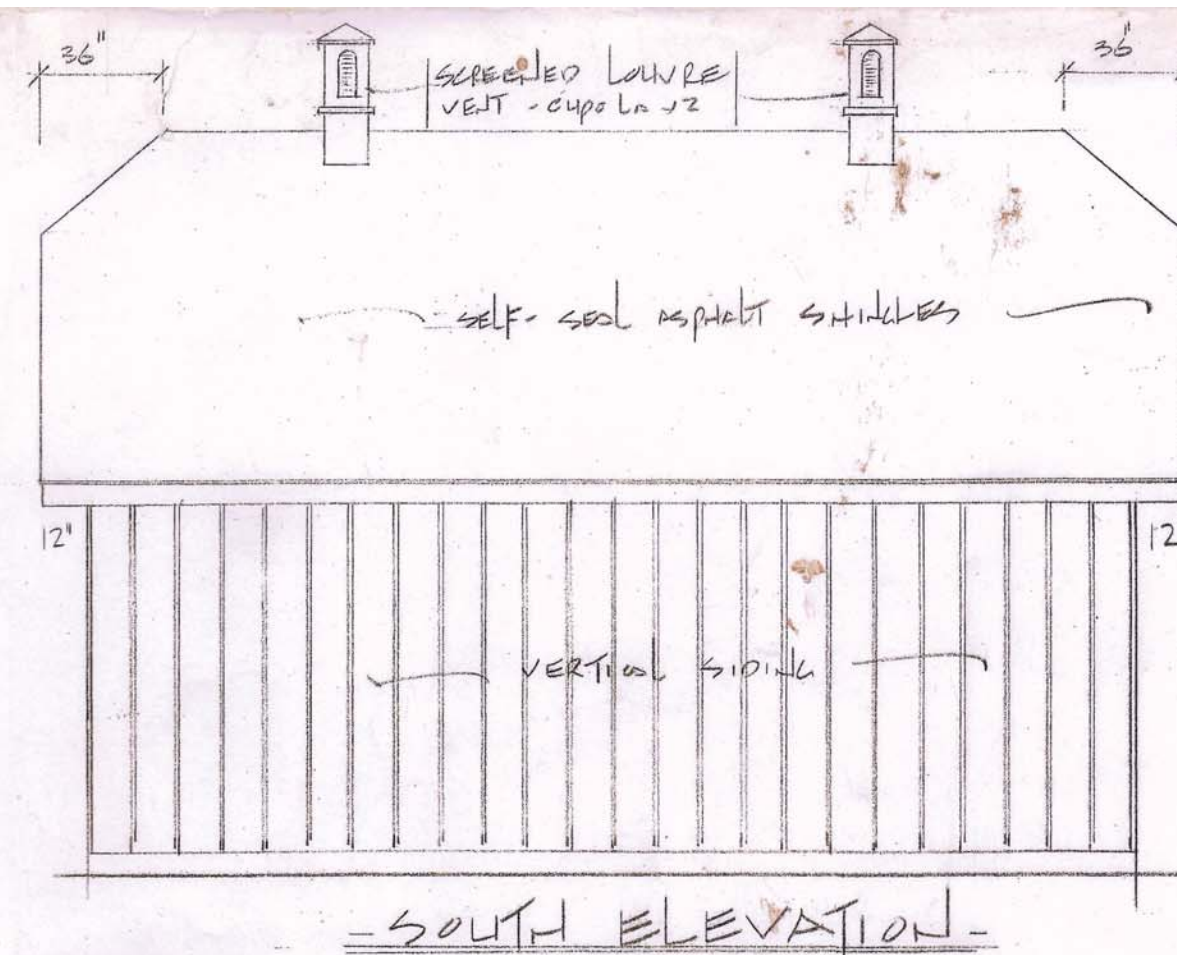 36"
36"
SCREENED LOUVRE
VENT - CUPOLA
SELF-SEAL ASPHALT SHINGLES
12"
12
VERTICAL SIDING
-SOUTH ELEVATION-